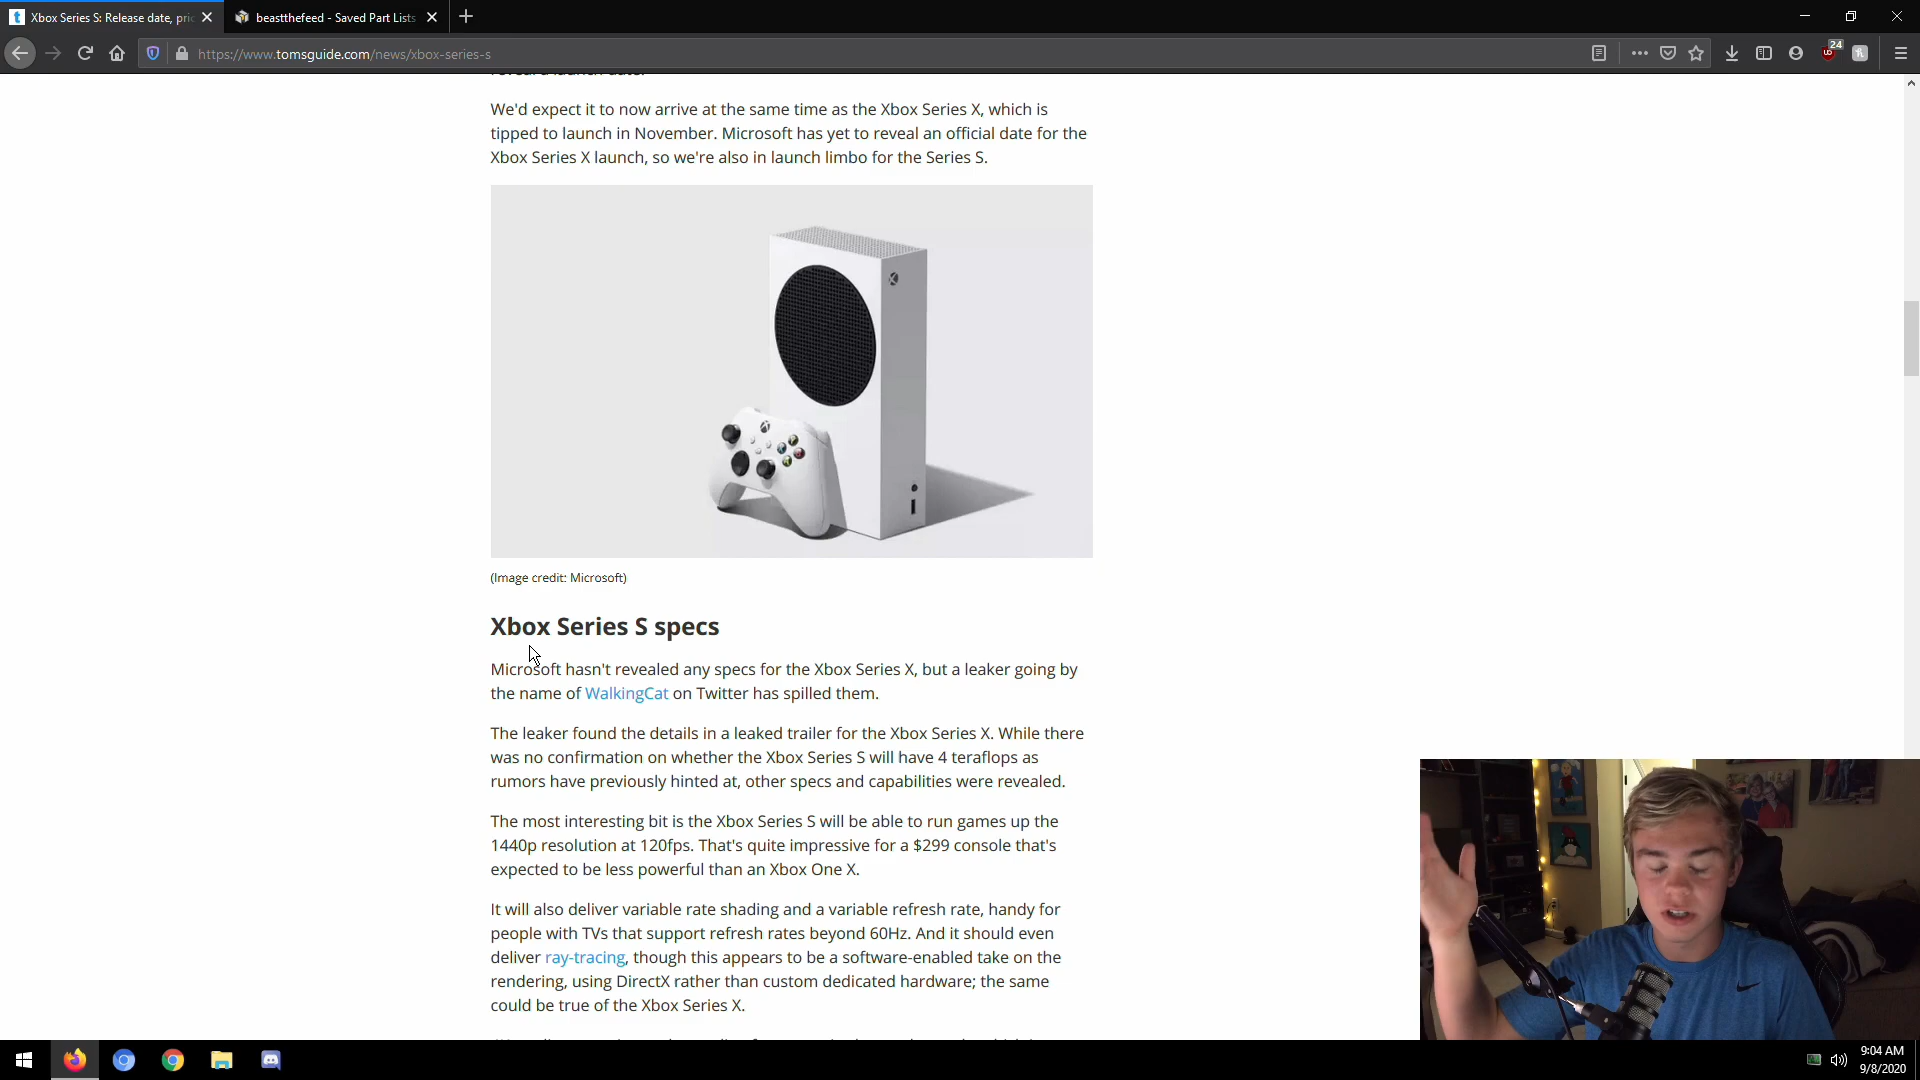 Xbox Series S: Release date, pric
beastthefeed - Saved Part Lists
https://www.tomsguide.com/news/xbox-series-s
24
We'd expect it to now arrive at the same time as the Xbox Series X, which is
tipped to launch in November. Microsoft has yet to reveal an official date for the
Xbox Series X launch, so we're also in launch limbo for the Series S.
(Image credit: Microsoft)
Xbox Series S specs
Microsoft hasn't revealed any specs for the Xbox Series X, but a leaker going by
the name of WalkingCat on Twitter has spilled them.
The leaker found the details in a leaked trailer for the Xbox Series X. While there
was no confirmation on whether the Xbox Series S will have 4 teraflops as
rumors have previously hinted at, other specs and capabilities were revealed.
The most interesting bit is the Xbox Series S will be able to run games up the
1440p resolution at 120fps. That's quite impressive for a $299 console that's
expected to be less powerful than an Xbox One X.
It will also deliver variable rate shading and a variable refresh rate, handy for
people with TVs that support refresh rates beyond 60Hz. And it should even
deliver ray-tracing, though this appears to be a software-enabled take on the
rendering, using DirectX rather than custom dedicated hardware; the same
could be true of the Xbox Series X.
9:04 AM
9/8/2020